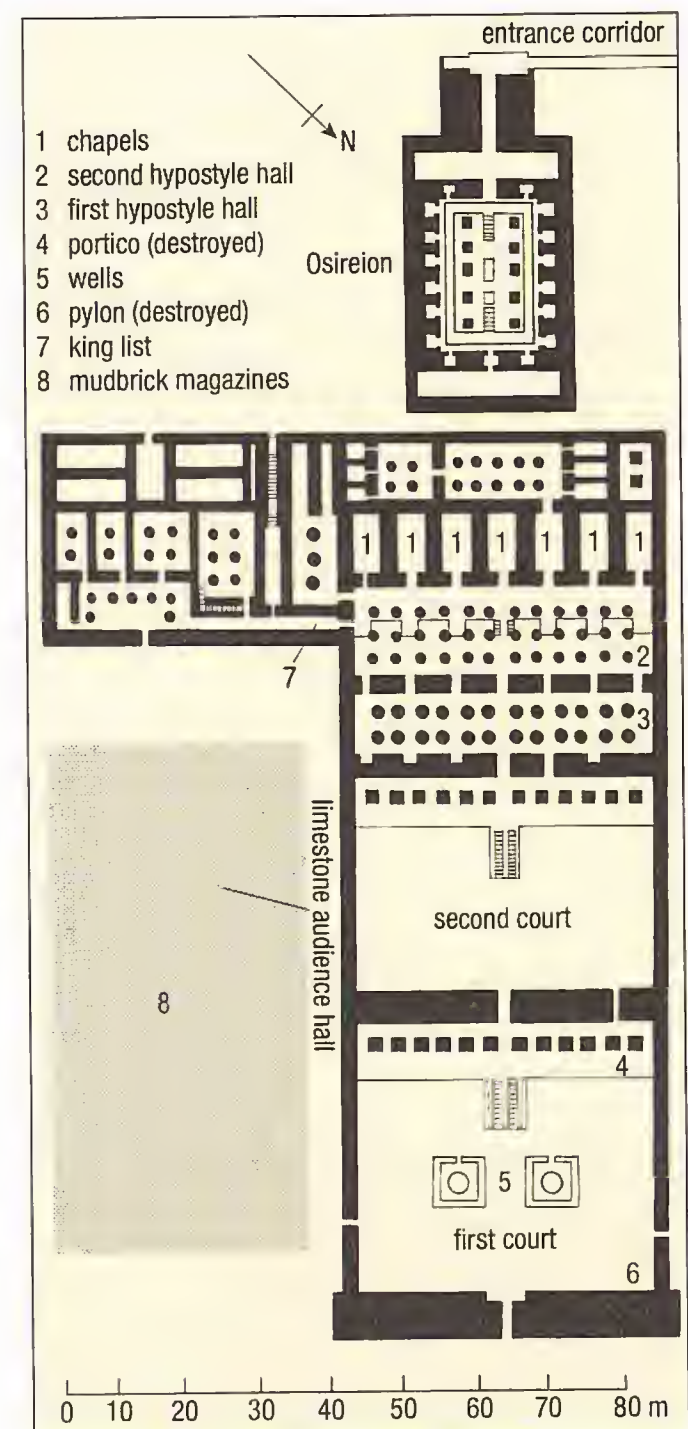 entrance corridor
N
1 chapels
2 second hypostyle hall
3 first hypostyle hall
4 portico (destroyed)
5 wells
6 pylon (destroyed)
7 king list
8 mudbrick magazines
Osireion
1 1 1 1 1 1 1
2
7
3
limestone audience hall
second court
8
4
5
first court
6
0 10 20 30 40 50 60 70 80 m